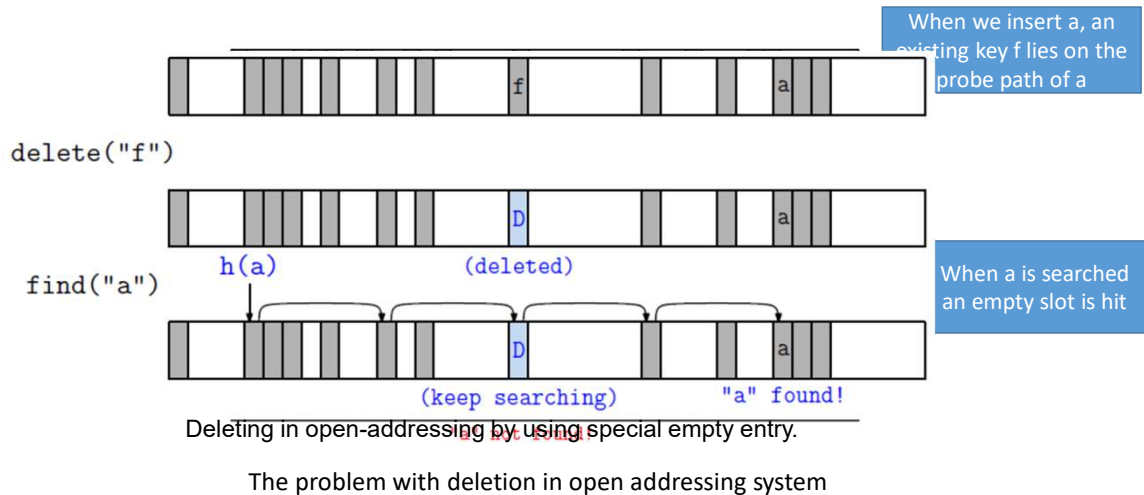 When we insert a, an
existing key f lies on the
probe path of a
f
a
delete("f")
D
a
h(a)
(deleted)
find("a")
When a is searched
an empty slot is hit
D
a
(keep searching)
"a" found!
Deleting in open-addressing by using special empty entry.
"a" not found!
The problem with deletion in open addressing system